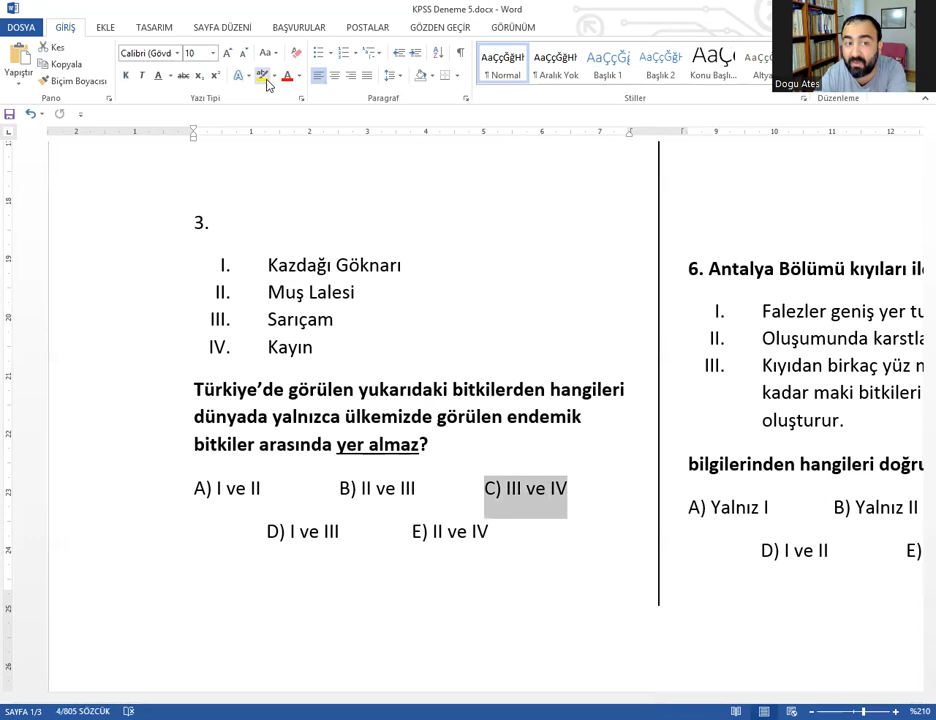 KPSS Deneme 5.docx - Word
DOSYA GİRİŞ EKLE TASARIM SAYFA DÜZENİ BAŞVURULAR POSTALAR GÖZDEN GEÇİR GÖRÜNÜM
Yapıştır
Kes
Kopyala
Biçim Boyacısı
Calibri (Gövd 10
AaÇçĞğHł AaÇçĞğHł AaÇçĞğ AaÇçĞğł
¶ Normal ¶ Aralık Yok Başlık 1 Başlık 2 Konu Başlı... Altya
Pano Yazı Tipi Paragraf Stiller Düzenleme
Dogu Ates
3.
I. Kazdağı Göknarı
II. Muş Lalesi
III. Sarıçam
IV. Kayın
Türkiye’de görülen yukarıdaki bitkilerden hangileri
dünyada yalnızca ülkemizde görülen endemik
bitkiler arasında yer almaz?
A) I ve II B) II ve III C) III ve IV
D) I ve III E) II ve IV
6. Antalya Bölümü kıyıları il
I. Falezler geniş yer tu
II. Oluşumunda karstla
III. Kıyıdan birkaç yüz m
kadar maki bitkileri
oluşturur.
bilgilerinden hangileri doğru
A) Yalnız I B) Yalnız II
D) I ve II E)
SAYFA 1/3 4/805 SÖZCÜK %210